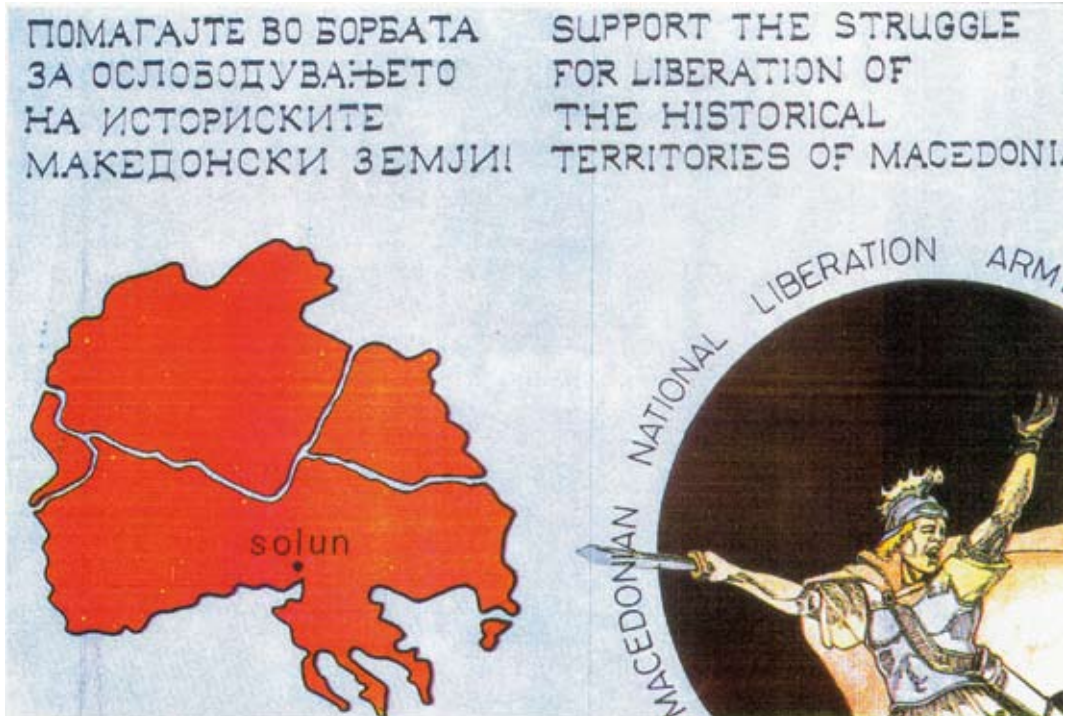 ПОМАГАЈТЕ ВО БОРБАТА
ЗА ОСЛОБОДУВАЊЕТО
НА ИСТОРИСКИТЕ
МАКЕДОНСКИ ЗЕМЈИ!
SUPPORT THE STRUGGLE
FOR LIBERATION OF
THE HISTORICAL
TERRITORIES OF MACEDONI
MACEDONIAN NATIONAL LIBERATION ARM
solun